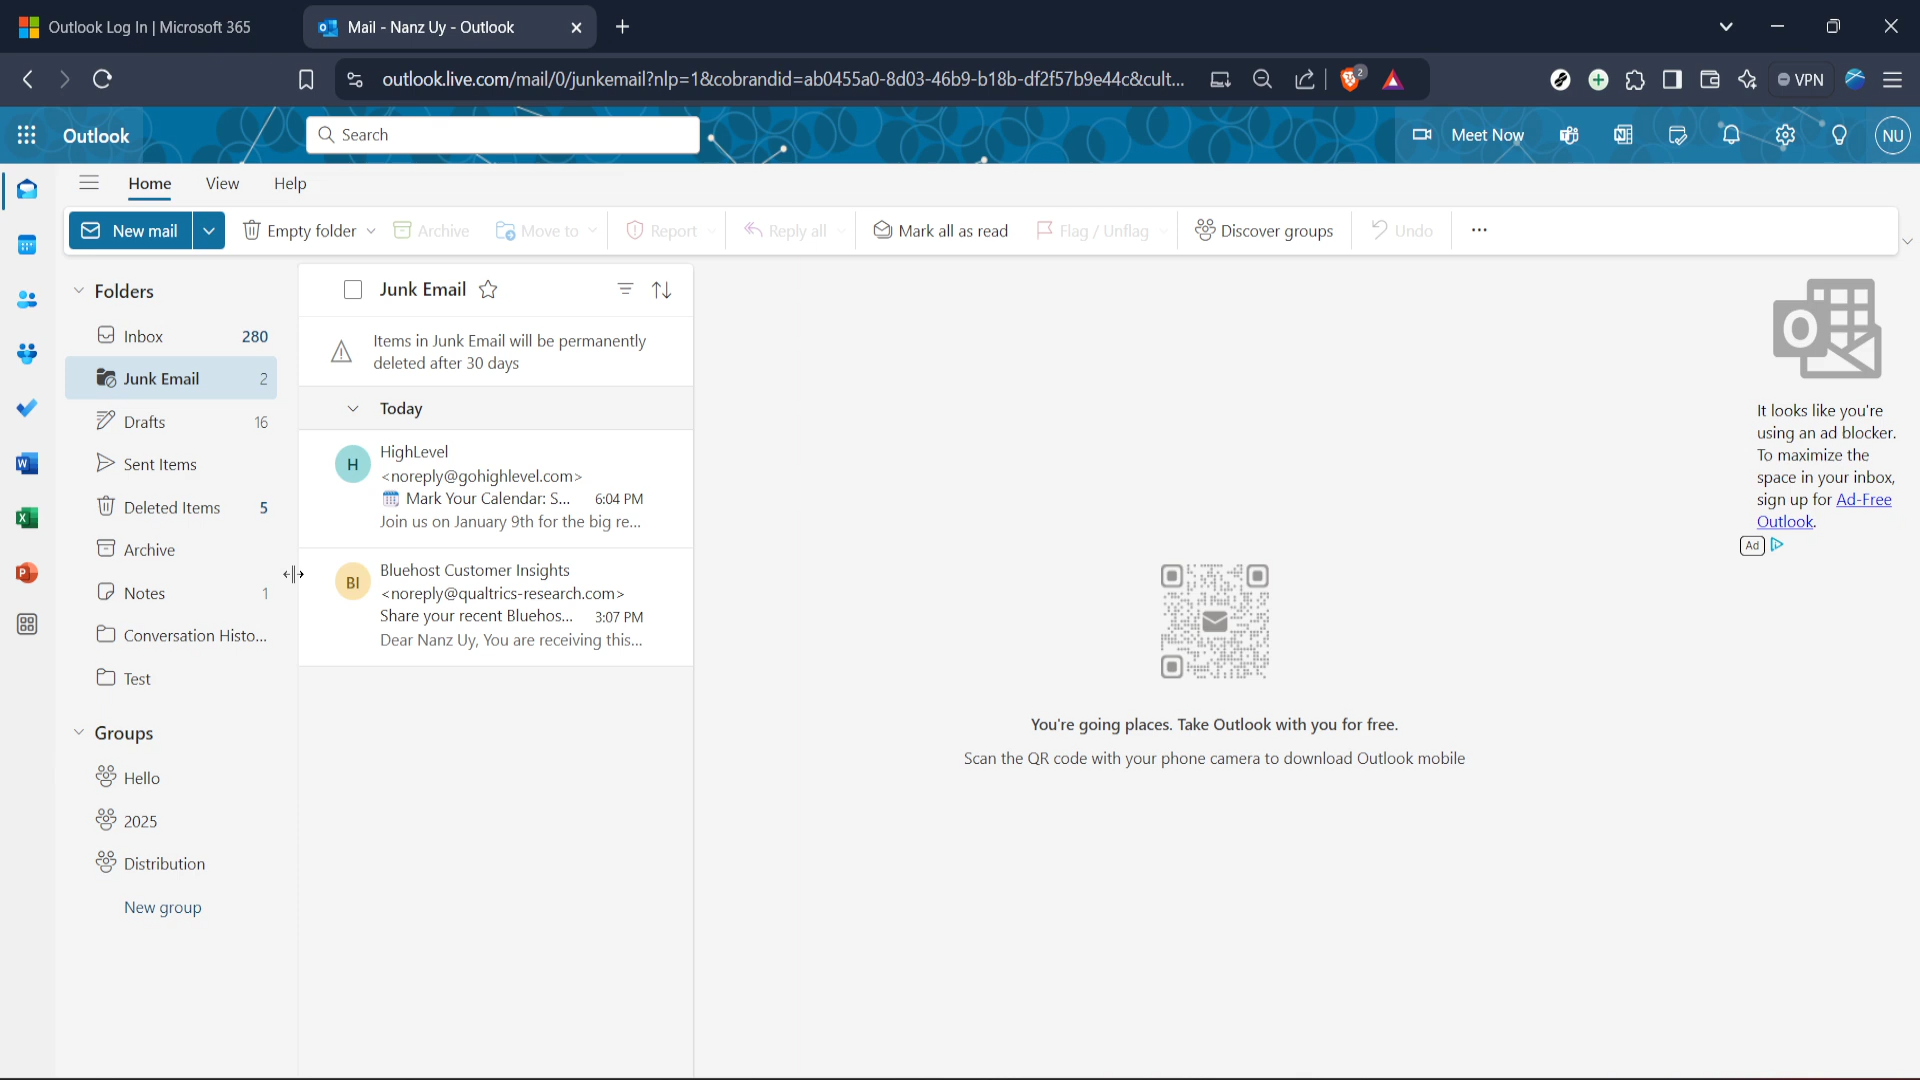 Outlook Log In | Microsoft 365
Mail - Nanz Uy - Outlook
outlook.live.com/mail/0/junkemail?nlp=1&cobrandid=ab0455a0-8d03-46b9-b18b-df2f57b9e44c&cult...
2
VPN
Outlook
Search
Meet Now
NU
Home
View
Help
New mail
Empty folder
Archive
Move to
Report
Reply all
Mark all as read
Flag / Unflag
Discover groups
Undo
Folders
Inbox 280
Junk Email 2
Drafts 16
Sent Items
Deleted Items 5
Archive
Notes 1
Conversation Histo...
Test
Groups
Hello
2025
Distribution
New group
Junk Email
Items in Junk Email will be permanently
deleted after 30 days
Today
H
HighLevel
<noreply@gohighlevel.com>
Mark Your Calendar: S... 6:04 PM
Join us on January 9th for the big re...
BI
Bluehost Customer Insights
<noreply@qualtrics-research.com>
Share your recent Bluehos... 3:07 PM
Dear Nanz Uy, You are receiving this...
You're going places. Take Outlook with you for free.
Scan the QR code with your phone camera to download Outlook mobile
It looks like you're
using an ad blocker.
To maximize the
space in your inbox,
sign up for Ad-Free
Outlook.
Ad